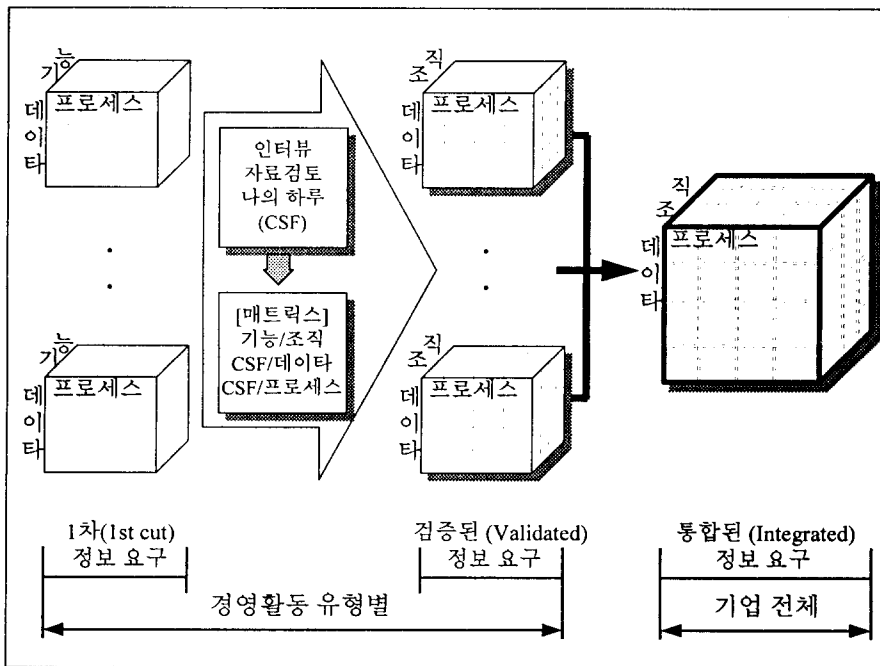 기능
프로세스
데이타
인터뷰
자료검토
나의 하루
(CSF)
[매트릭스]
기능/조직
CSF/데이타
CSF/프로세스
기능
프로세스
데이타
조직
프로세스
데이타
조직
프로세스
데이타
조직
프로세스
데이타
1차(1st cut)
정보 요구
검증된 (Validated)
정보 요구
통합된 (Integrated)
정보 요구
경영활동 유형별
기업 전체